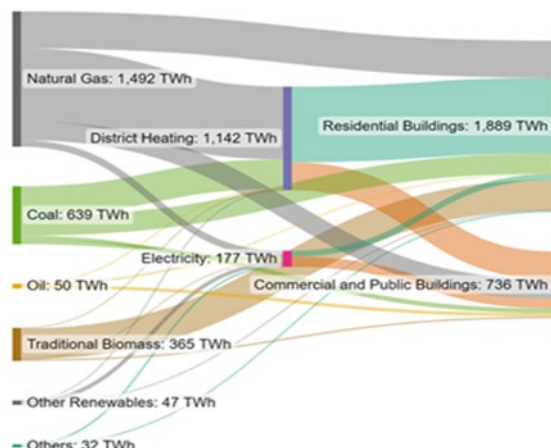 Natural Gas: 1,492 TWh
District Heating: 1,142 TWh
Residential Buildings: 1,889 TWh
Coal: 639 TWh
Electricity: 177 TWh
Commercial and Public Buildings: 736 TWh
Oil: 50 TWh
Traditional Biomass: 365 TWh
Other Renewables: 47 TWh
Others: 32 TWh